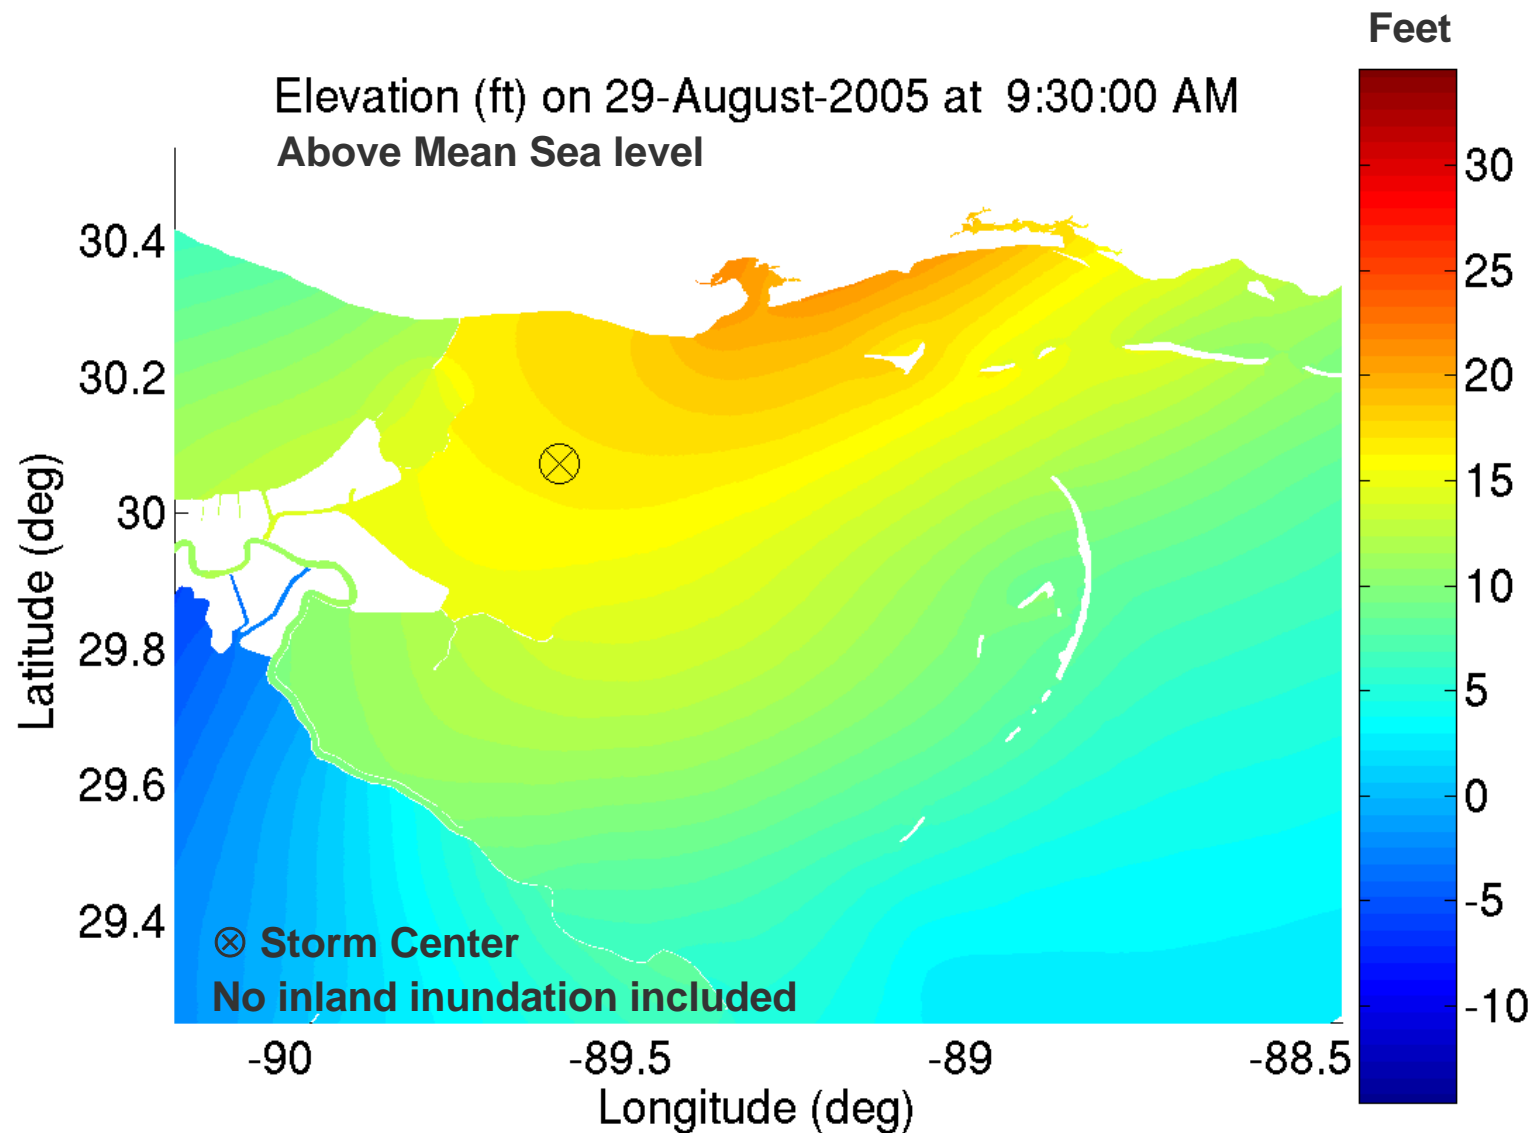 Feet
Elevation (ft) on 29-August-2005 at 9:30:00 AM
Above Mean Sea level
30.4
30.2
30
29.8
29.6
29.4
Latitude (deg)
Storm Center
No inland inundation included
-90
-89.5
-89
-88.5
Longitude (deg)
30
25
20
15
10
5
0
-5
-10